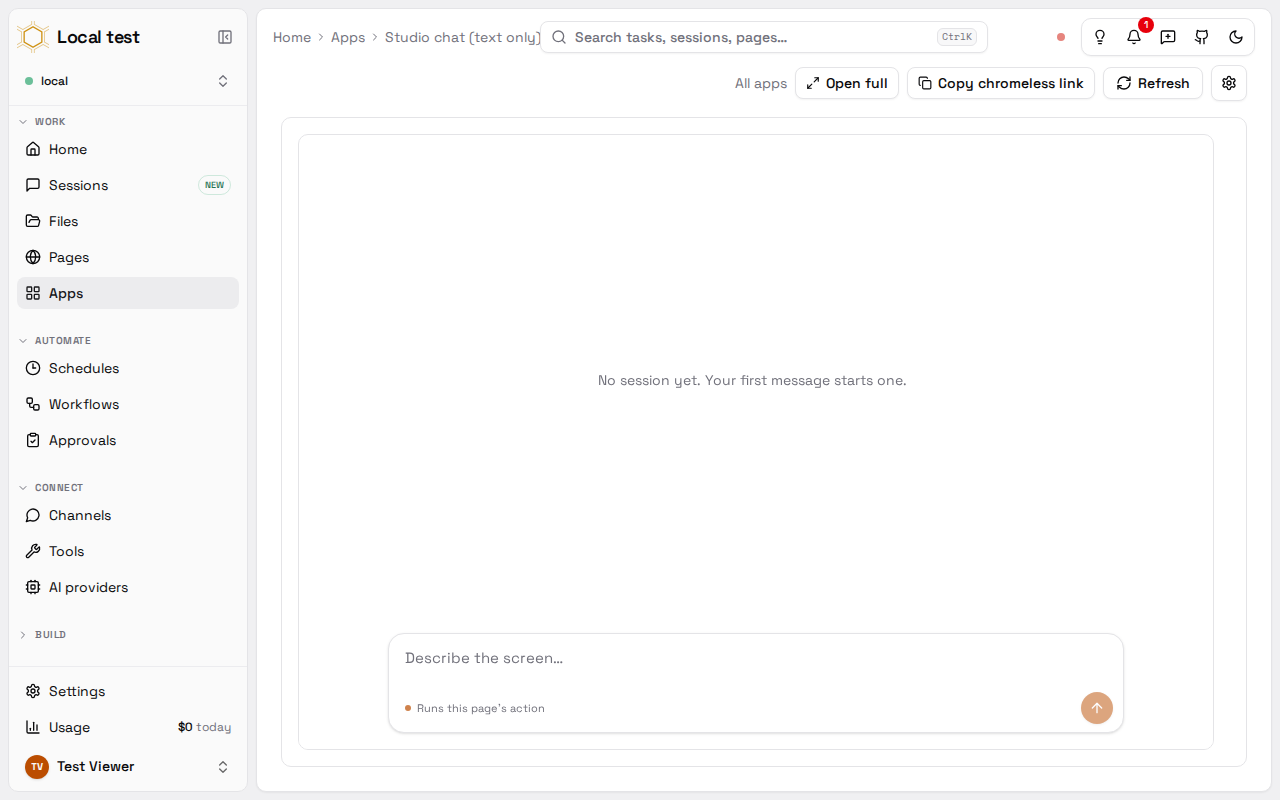 Local test
local
WORK
Home
Sessions NEW
Files
Pages
Apps
AUTOMATE
Schedules
Workflows
Approvals
CONNECT
Channels
Tools
AI providers
BUILD
Settings
Usage $0 today
TV Test Viewer
Home > Apps > Studio chat (text only)
Search tasks, sessions, pages… CtrlK
1
All apps Open full Copy chromeless link Refresh
No session yet. Your first message starts one.
Describe the screen…
Runs this page's action